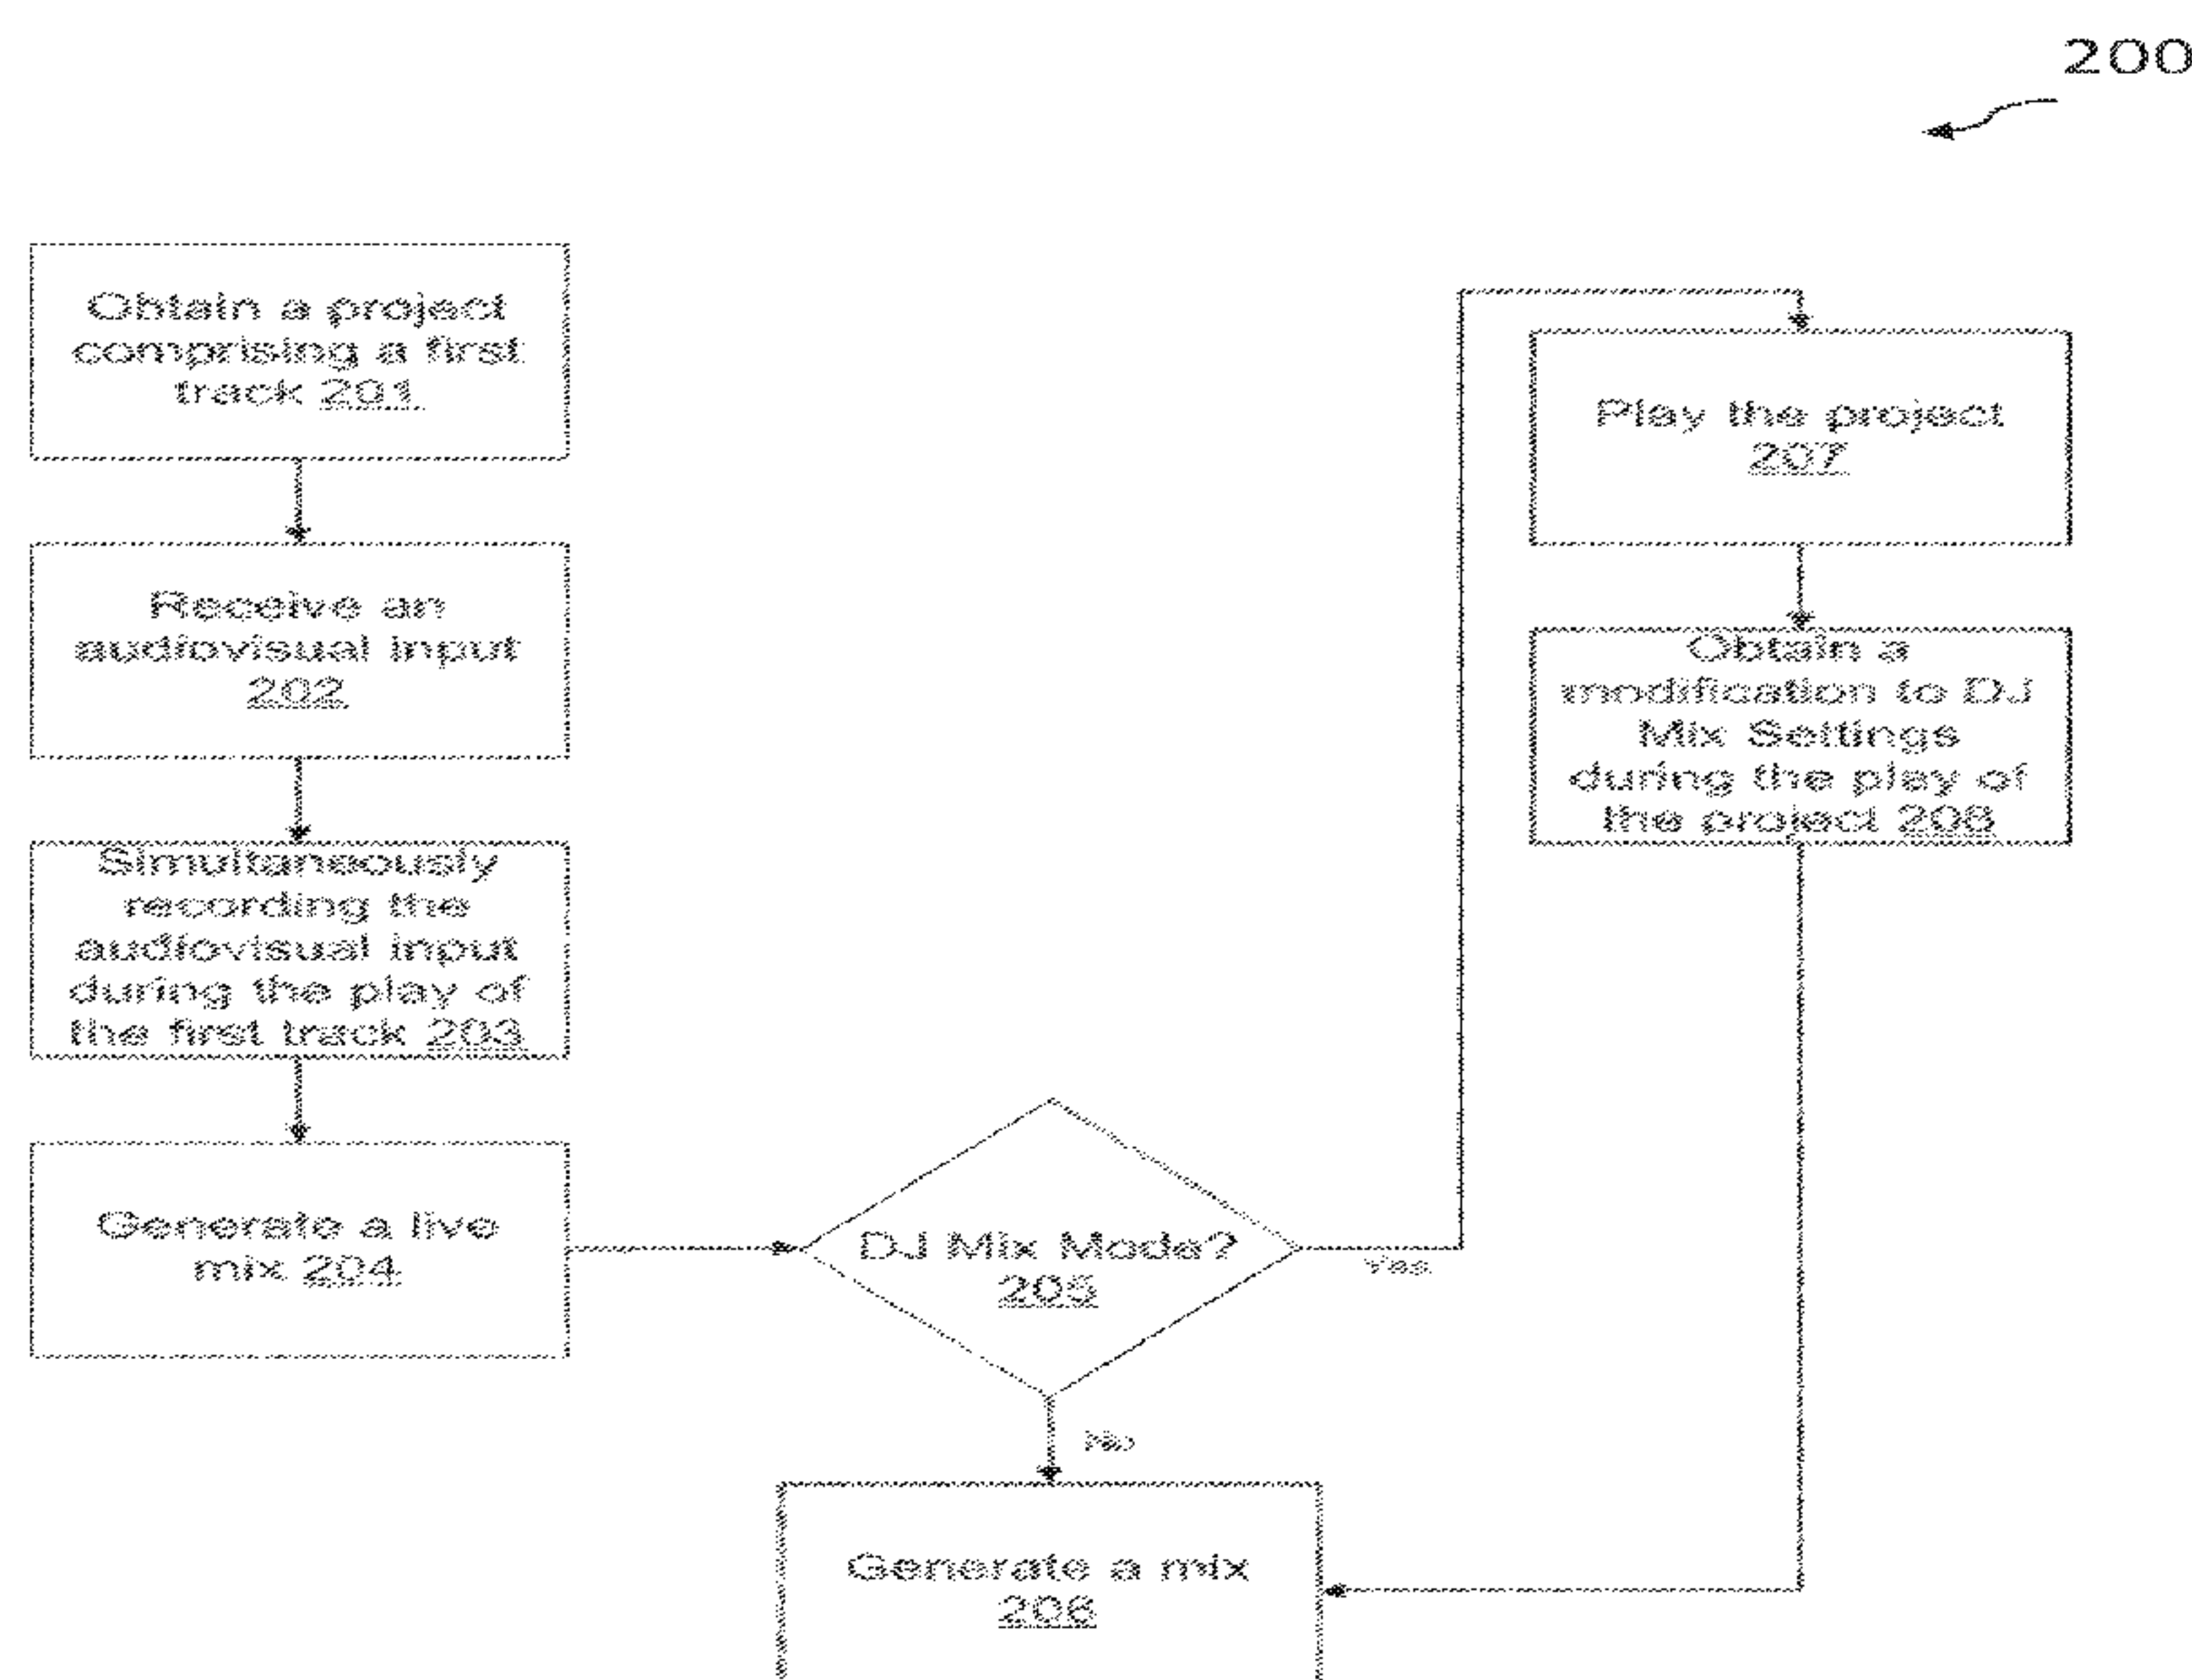 200
Obtain a project
comprising a first
track 201
Receive an
audiovisual input
202
Simultaneously
recording the
audiovisual input
during the play of
the first track 203
Generate a live
mix 204
DJ Mix Mode?
205
Yes
No
Generate a mix
206
Play the project
207
Obtain a
modification to DJ
Mix Settings
during the play of
the project 208